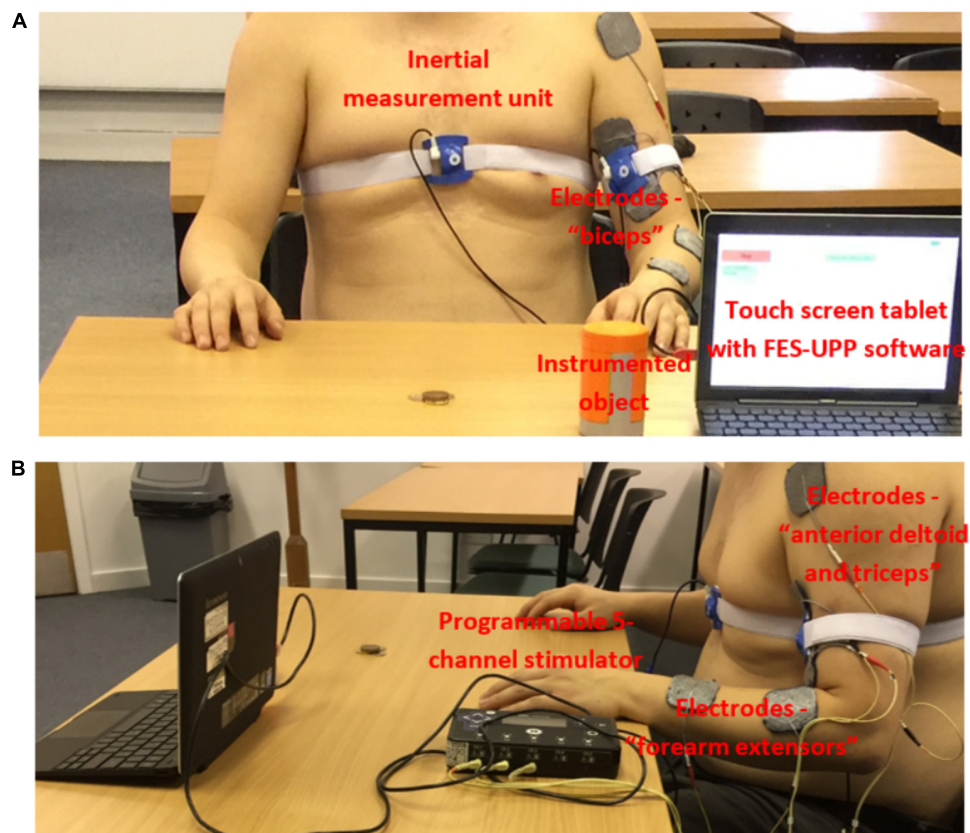 A
Inertial
measurement unit
Electrodes -
“biceps”
Touch screen tablet
with FES-UPP software
Instrumented
object
B
Electrodes -
“anterior deltoid
and triceps”
Programmable 5-
channel stimulator
Electrodes -
“forearm extensors”